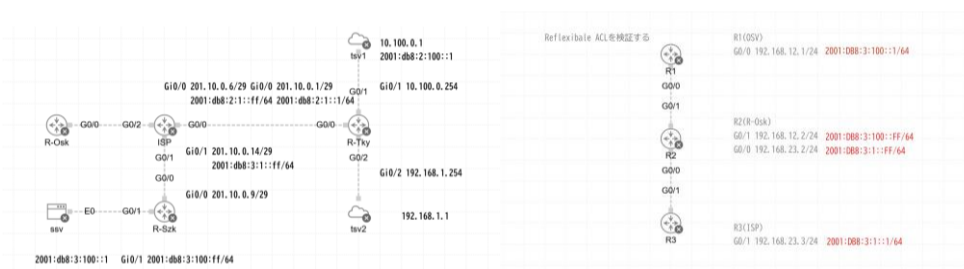 10.100.0.1
tsv1
2001:db8:2:100::1
Gi0/0 201.10.0.6/29 Gi0/0 201.10.0.1/29
G0/1
Gi0/1 10.100.0.254
2001:db8:2:1::ff/64 2001:db8:2:1::1/64
G0/0
G0/2
G0/0
G0/0
R-Osk
ISP
R-Tky
G0/1
Gi0/1 201.10.0.14/29
G0/2
2001:db8:3:1::ff/64
Gi0/2 192.168.1.254
G0/0
Gi0/0 201.10.0.9/29
E0
G0/1
192.168.1.1
ssv
R-Szk
tsv2
2001:db8:3:100::1
Gi0/1 2001:db8:3:100:ff/64
Reflexibale ACLを検証する
R1(OSV)
G0/0 192.168.12.1/24 2001:DB8:3:100::1/64
R1
G0/0
G0/1
R2(R-Osk)
G0/1 192.168.12.2/24 2001:DB8:3:100::FF/64
G0/0 192.168.23.2/24 2001:DB8:3:1::FF/64
R2
G0/0
G0/1
R3(ISP)
G0/1 192.168.23.3/24 2001:DB8:3:1::1/64
R3